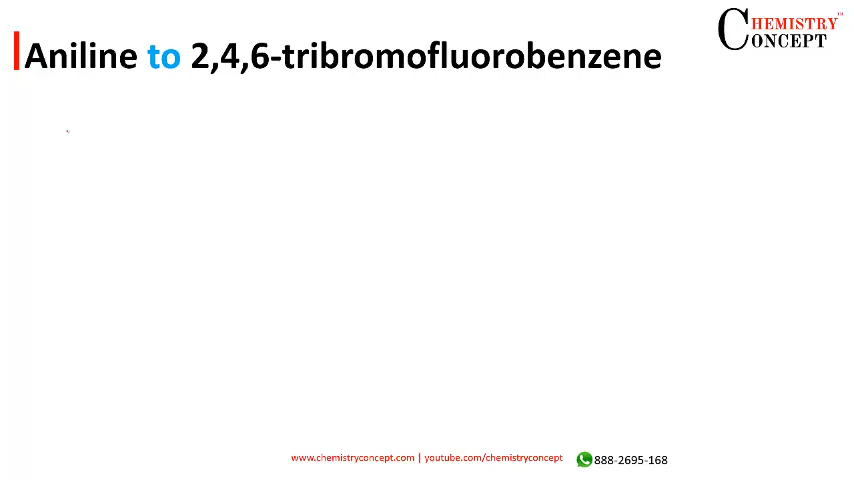 Aniline to 2,4,6-tribromofluorobenzene
CHEMISTRY
CONCEPT
www.chemistryconcept.com | youtube.com/chemistryconcept 888-2695-168